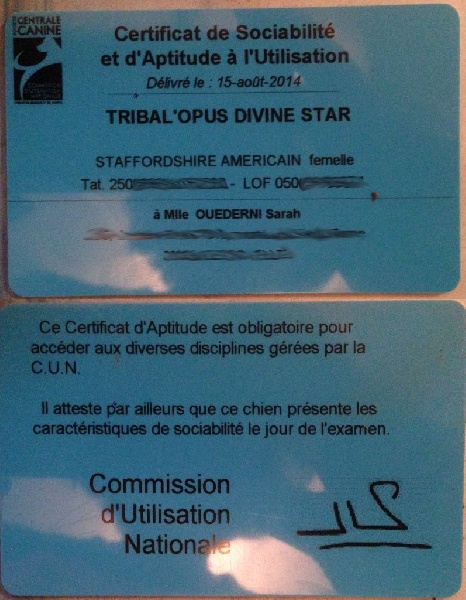 CENTRALE
CANINE
Certificat de Sociabilité
et d'Aptitude à l'Utilisation
Délivré le : 15-août-2014
TRIBAL'OPUS DIVINE STAR
STAFFORDSHIRE AMERICAIN femelle
Tat. 250 - LOF 050
à Mlle OUEDERNI Sarah
Ce Certificat d'Aptitude est obligatoire pour
accéder aux diverses disciplines gérées par la
C.U.N.
Il atteste par ailleurs que ce chien présente les
caractéristiques de sociabilité le jour de l'examen.
Commission
d'Utilisation
Nationale